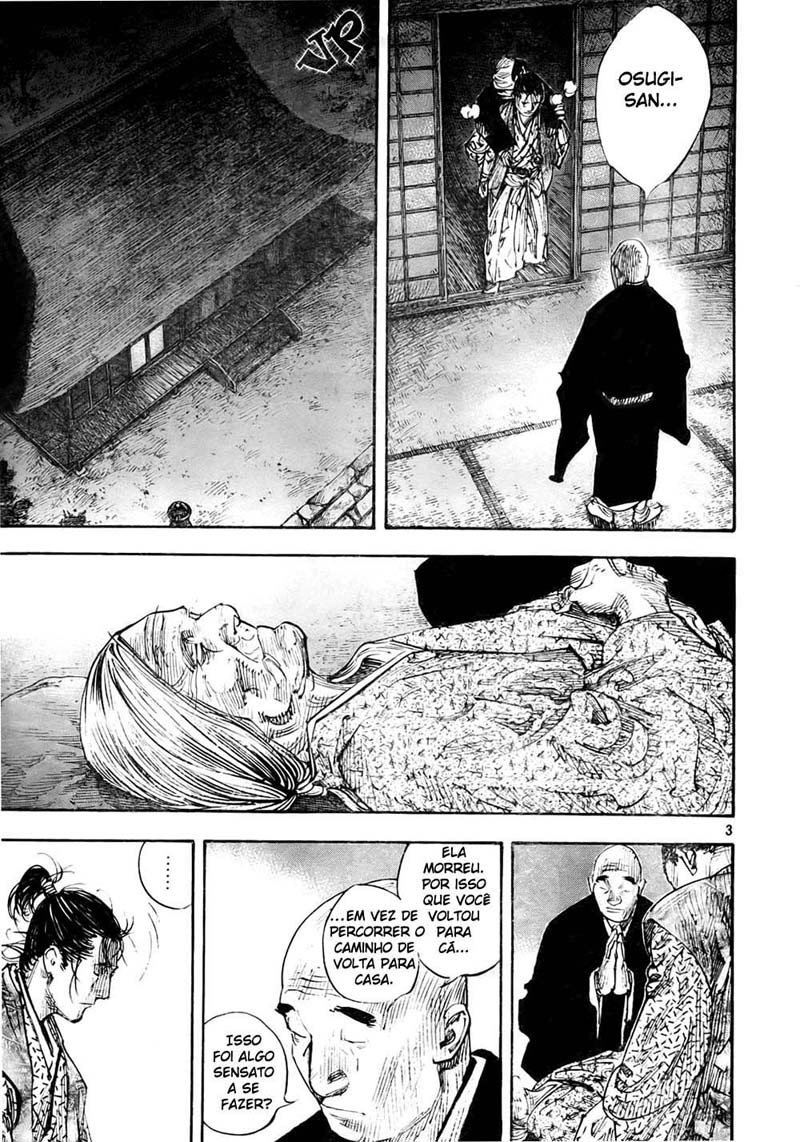 OSUGI-
SAN...
VP
3
ELA
MORREU.
POR ISSO
QUE VOCÊ
VOLTOU
PARA
CÁ...
...EM VEZ DE
PERCORRER O
CAMINHO DE
VOLTA PARA
CASA.
ISSO
FOI ALGO
SENSATO
A SE
FAZER?
......